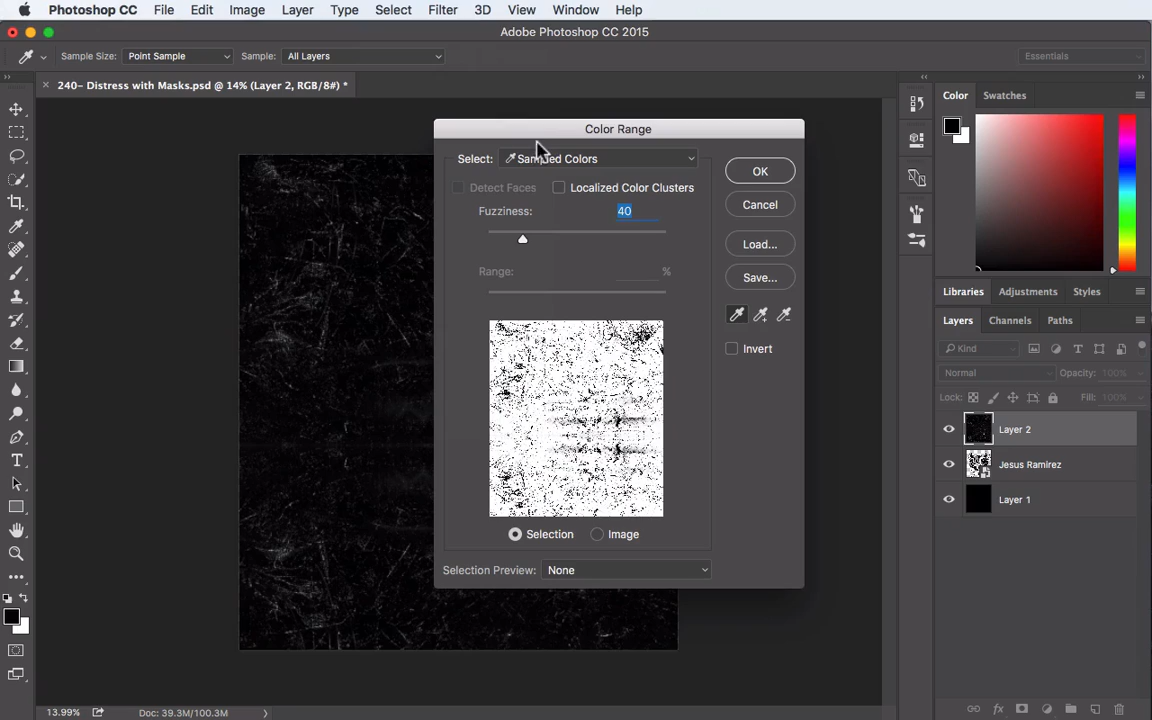 Photoshop CC File Edit Image Layer Type Select Filter 3D View Window Help
Adobe Photoshop CC 2015
Sample Size: Point Sample Sample: All Layers Essentials
240– Distress with Masks.psd @ 14% (Layer 2, RGB/8#) *
Color Swatches
Color Range
Select: Sampled Colors
OK
Detect Faces Localized Color Clusters
Cancel
Fuzziness: 40
Load...
Range: %
Save...
Invert
Selection Image
Selection Preview: None
Libraries Adjustments Styles
Layers Channels Paths
Kind
Normal Opacity: 100%
Lock: Fill: 100%
Layer 2
Jesus Ramirez
Layer 1
13.99% Doc: 39.3M/100.3M